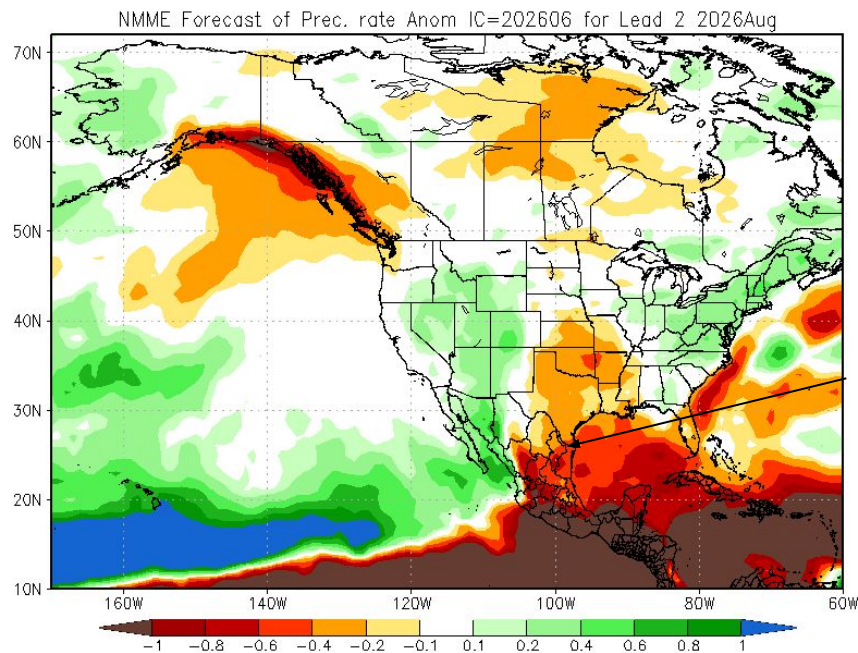 NMME Forecast of Prec. rate Anom IC=202606 for Lead 2 2026Aug
70N
60N
50N
40N
30N
20N
10N
160W 140W 120W 100W 80W 60W
-1 -0.8 -0.6 -0.4 -0.2 -0.1 0.1 0.2 0.4 0.6 0.8 1